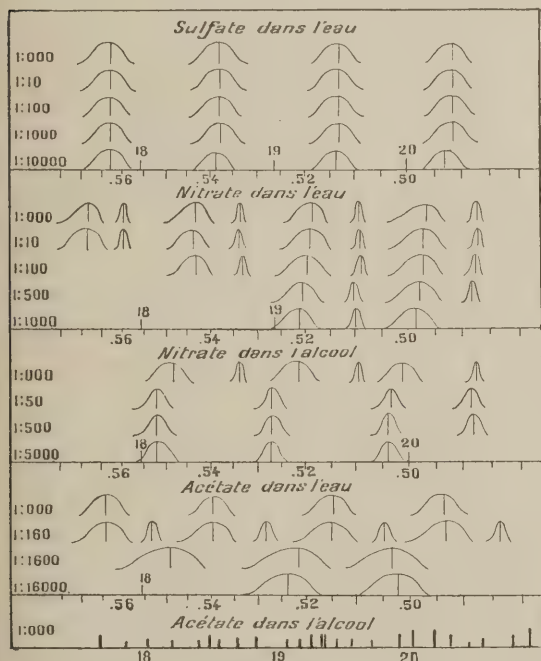 Sulfate dans l'eau
1:000
1:10
1:100
1:1000
1:10000
18 19 20
.56 .54 .52 .50
Nitrate dans l'eau
1:000
1:10
1:100
1:500
1:1000
18 19
.56 .54 .52 .50
Nitrate dans l'alcool
1:000
1:50
1:500
1:5000
18 20
.56 .54 .52 .50
Acétate dans l'eau
1:000
1:160
1:1600
1:16000
18
.56 .54 .52 .50
Acétate dans l'alcool
1:000
18 19 20